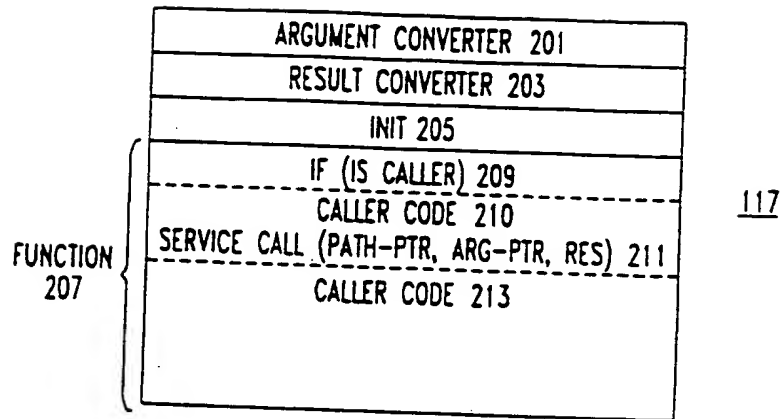 ARGUMENT CONVERTER 201
RESULT CONVERTER 203
INIT 205
IF (IS CALLER) 209
CALLER CODE 210
SERVICE CALL (PATH-PTR, ARG-PTR, RES) 211
CALLER CODE 213
FUNCTION
207
117